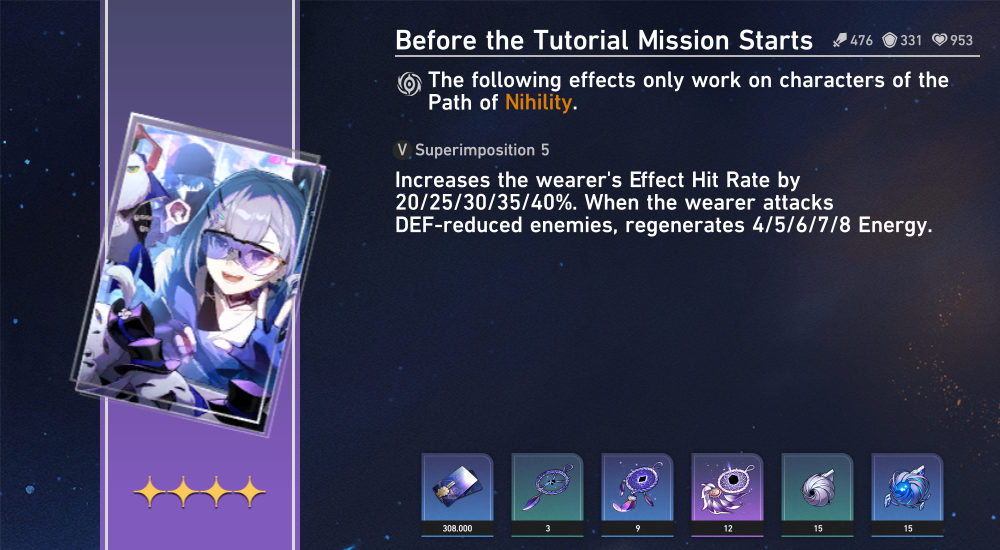 Before the Tutorial Mission Starts 476 331 953
The following effects only work on characters of the
Path of Nihility.
V Superimposition 5
Increases the wearer's Effect Hit Rate by
20/25/30/35/40%. When the wearer attacks
DEF-reduced enemies, regenerates 4/5/6/7/8 Energy.
308.000 3 9 12 15 15